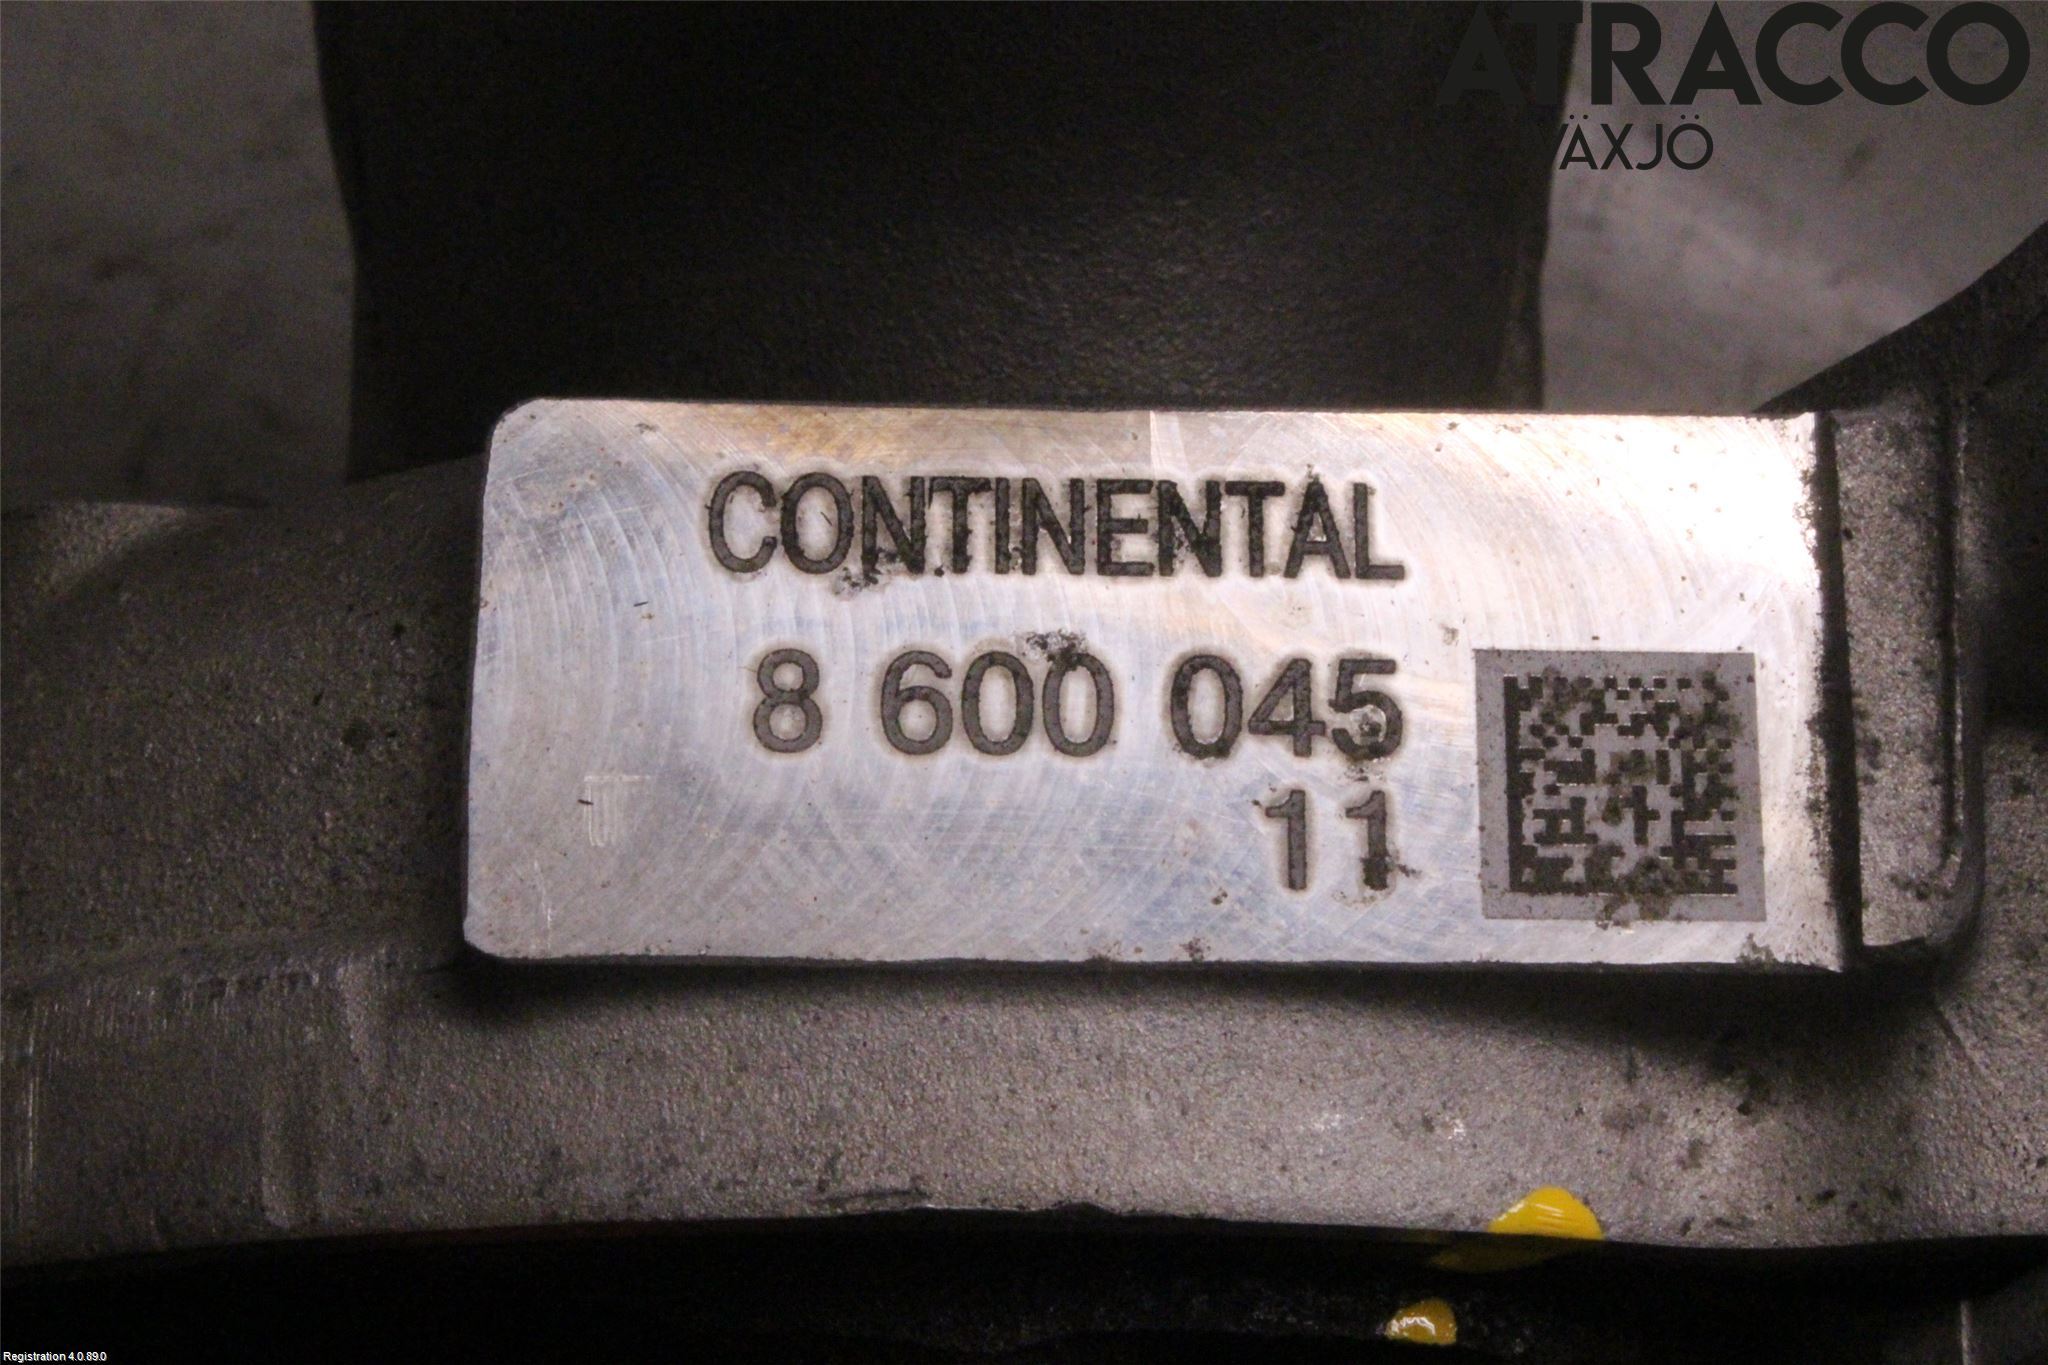 ATRACCO
VÄXJÖ
CONTINENTAL
8 600 045
11
Registration 4.0.89.0